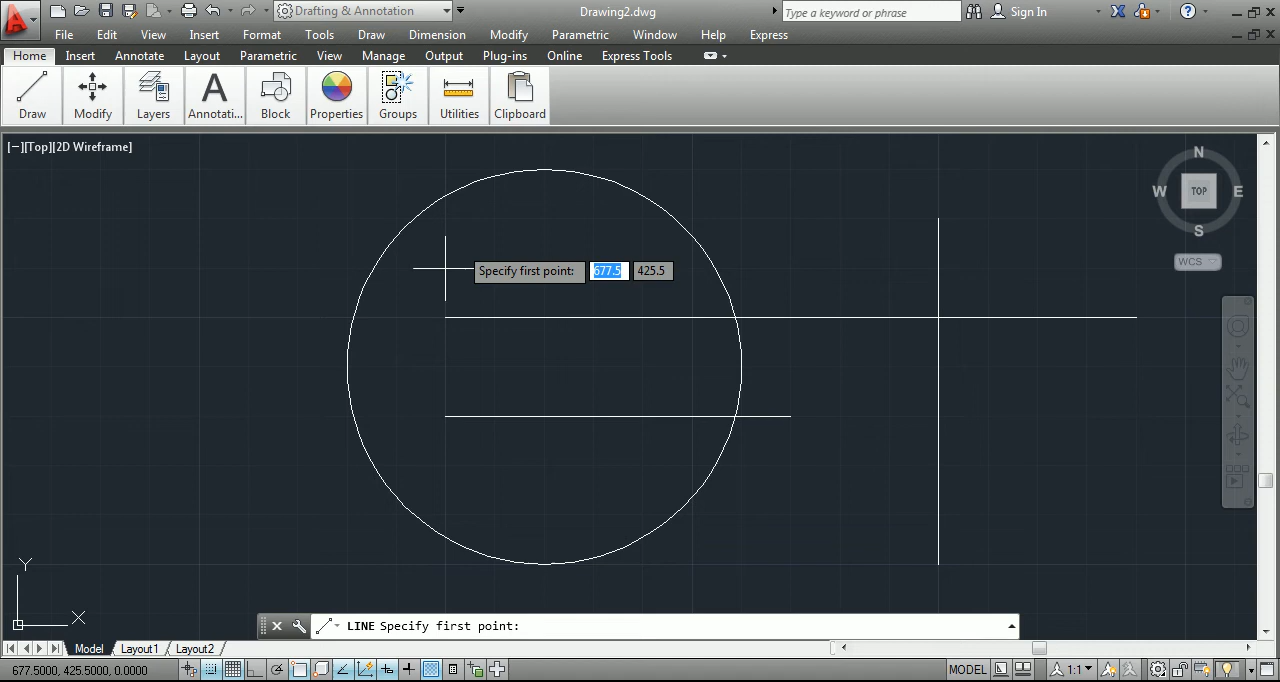 Drafting & Annotation
Drawing2.dwg
Type a keyword or phrase
Sign In
File Edit View Insert Format Tools Draw Dimension Modify Parametric Window Help Express
Home Insert Annotate Layout Parametric View Manage Output Plug-ins Online Express Tools
Draw Modify Layers Annotati... Block Properties Groups Utilities Clipboard
[−][Top][2D Wireframe]
N
W TOP E
S
WCS
Specify first point: 677.5 425.5
Y
X
LINE Specify first point:
Model Layout1 Layout2
677.5000, 425.5000, 0.0000 MODEL 1:1